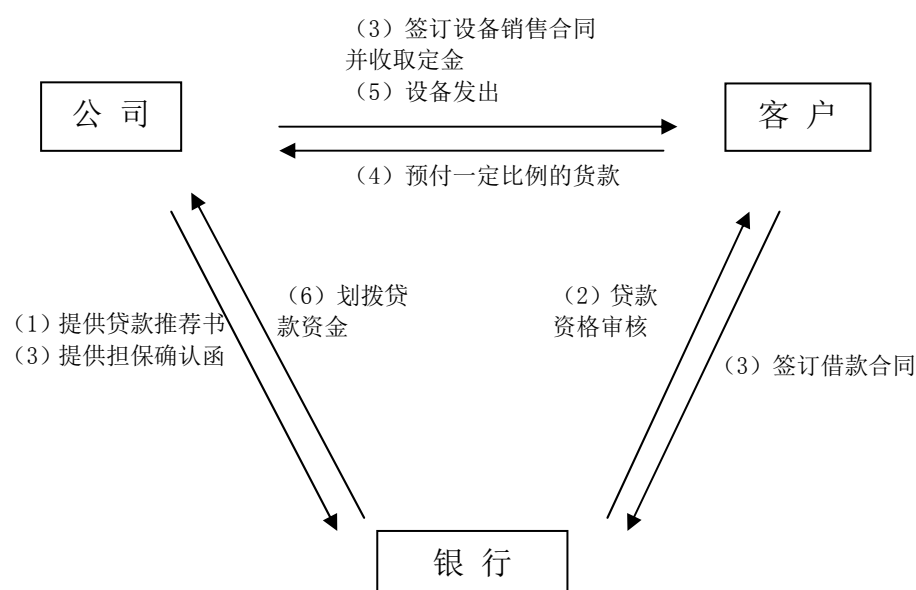 （3）签订设备销售合同
并收取定金
（5）设备发出
公 司
客 户
（4）预付一定比例的货款
（6）划拨贷
款资金
（2）贷款
资格审核
（1）提供贷款推荐书
（3）提供担保确认函
（3）签订借款合同
银 行